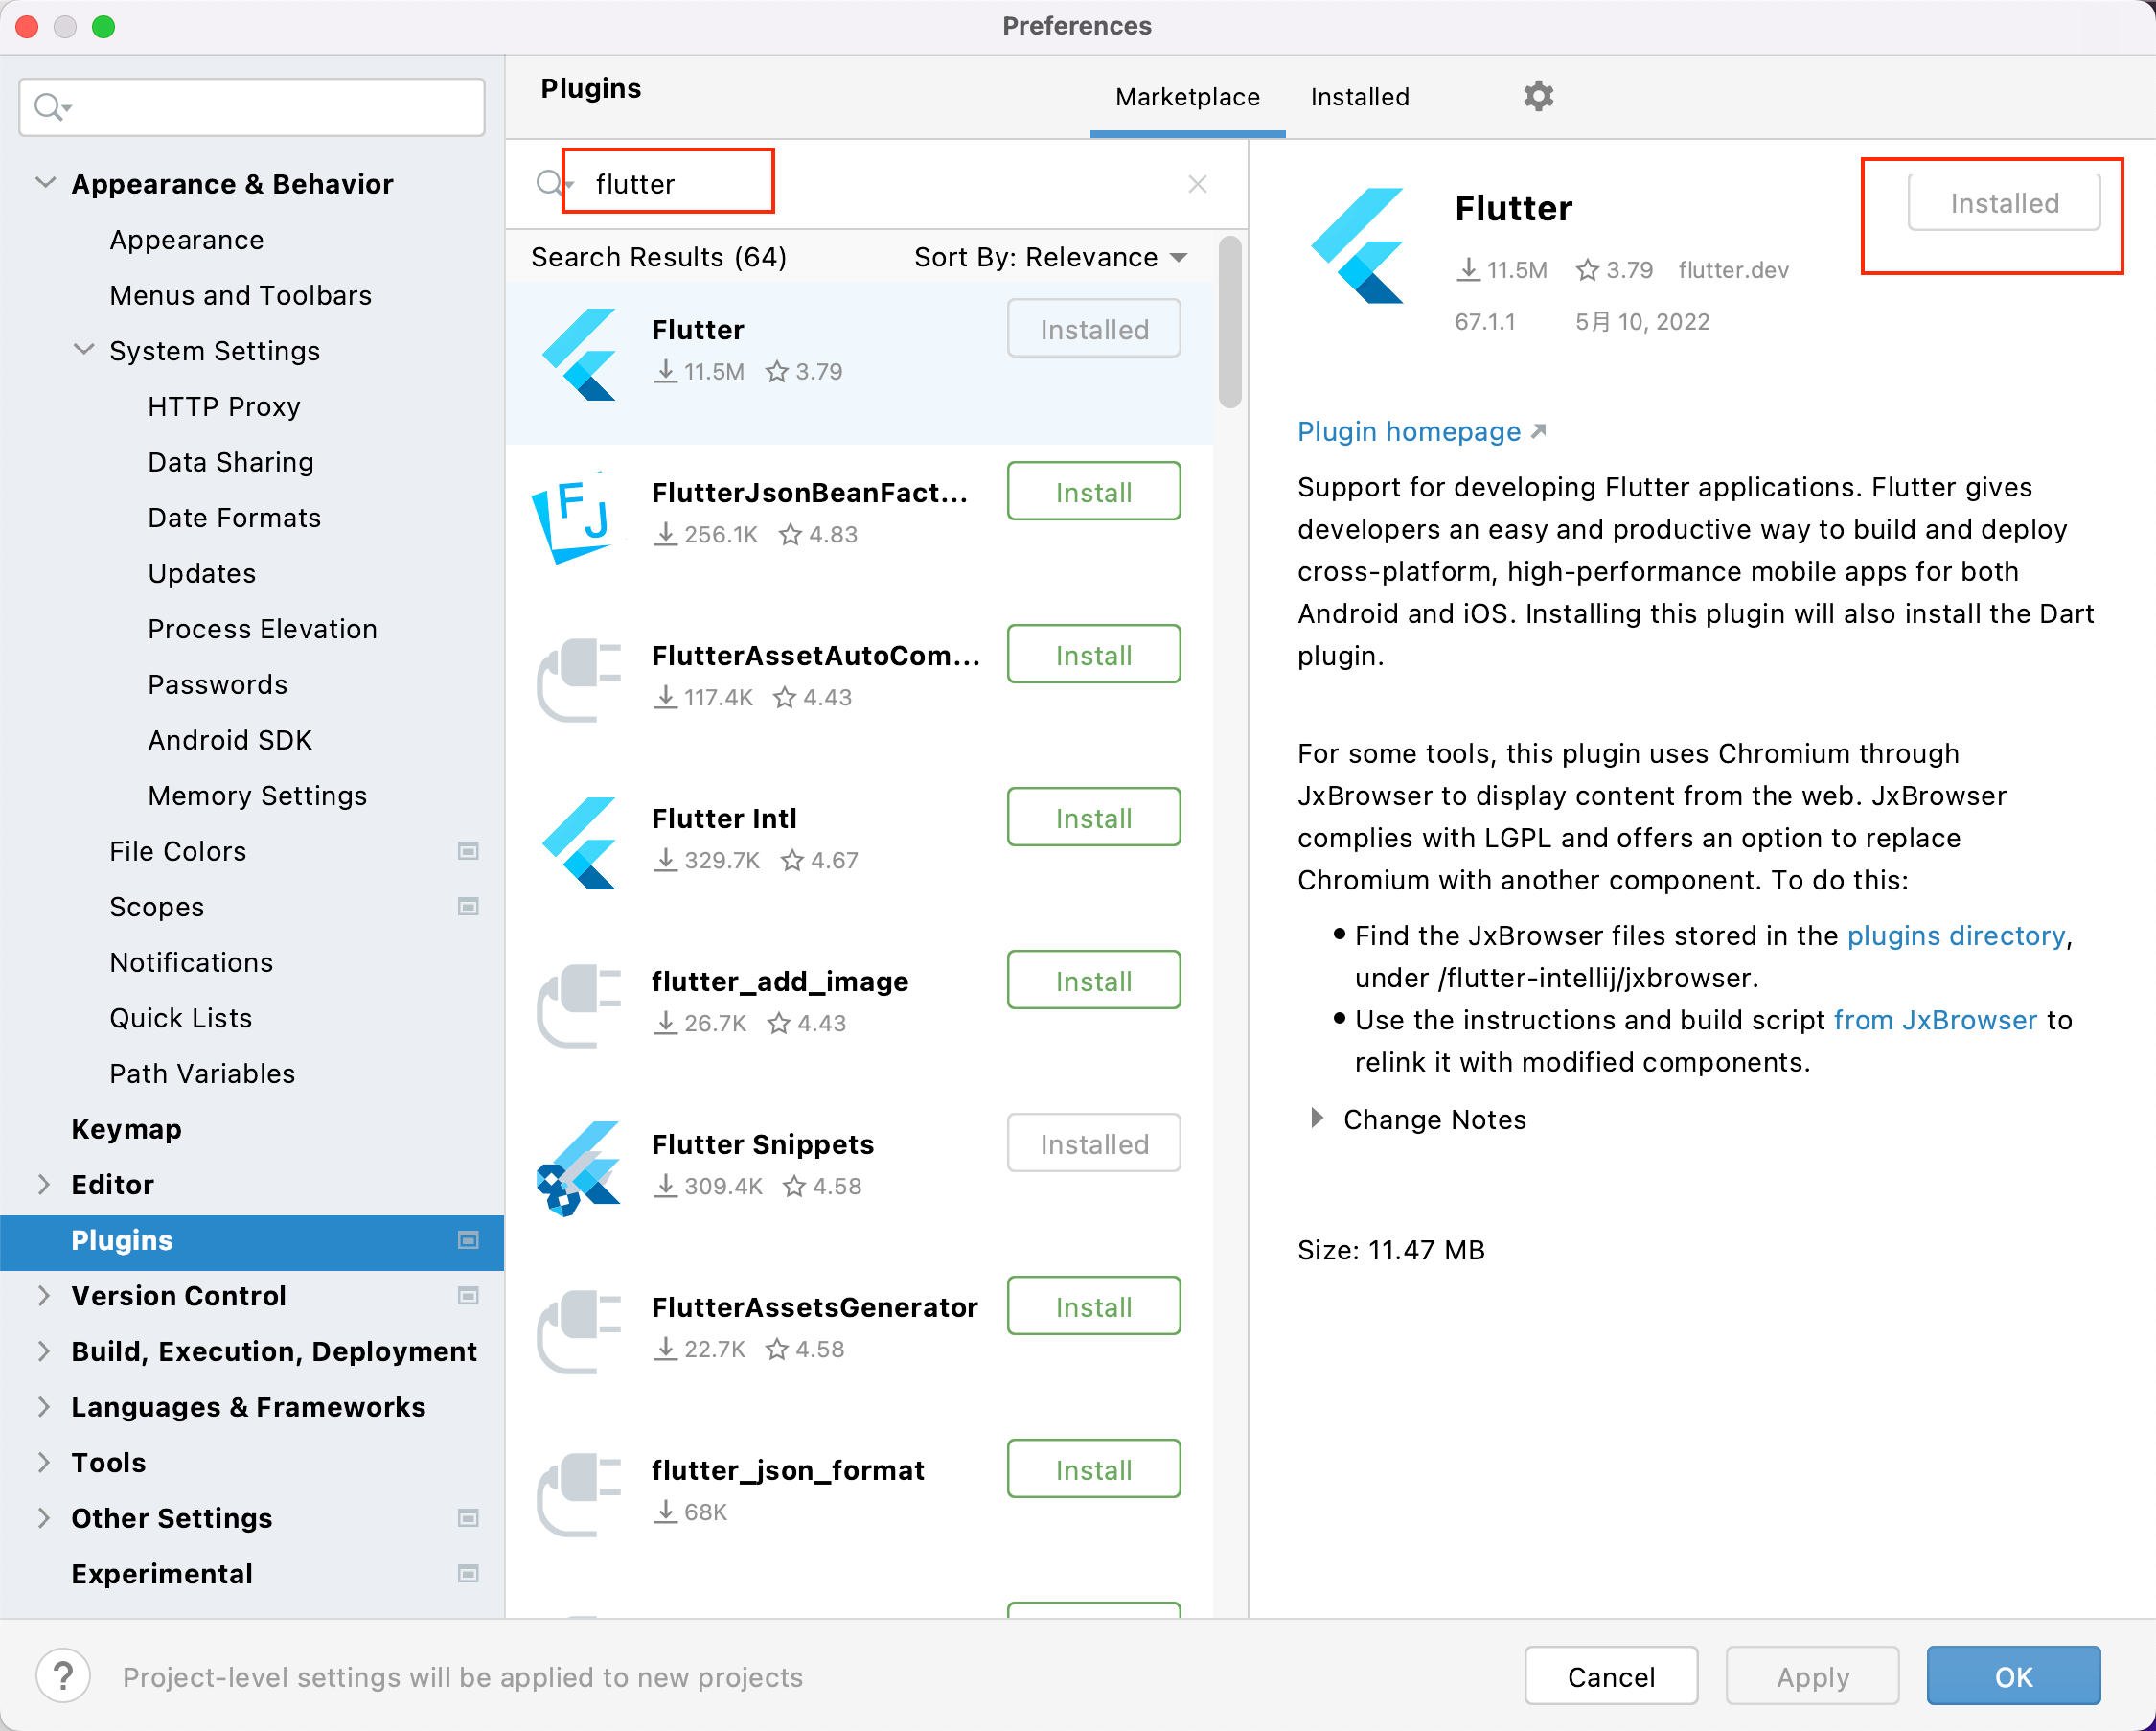 Preferences
Appearance & Behavior
Appearance
Menus and Toolbars
System Settings
HTTP Proxy
Data Sharing
Date Formats
Updates
Process Elevation
Passwords
Android SDK
Memory Settings
File Colors
Scopes
Notifications
Quick Lists
Path Variables
Keymap
Editor
Plugins
Version Control
Build, Execution, Deployment
Languages & Frameworks
Tools
Other Settings
Experimental
Plugins
Marketplace
Installed
flutter
Search Results (64)
Sort By: Relevance
Flutter
11.5M 3.79
Installed
FlutterJsonBeanFact...
256.1K 4.83
Install
FlutterAssetAutoCom...
117.4K 4.43
Install
Flutter Intl
329.7K 4.67
Install
flutter_add_image
26.7K 4.43
Install
Flutter Snippets
309.4K 4.58
Installed
FlutterAssetsGenerator
22.7K 4.58
Install
flutter_json_format
68K
Install
Flutter
Installed
11.5M 3.79 flutter.dev
67.1.1 5月 10, 2022
Plugin homepage
Support for developing Flutter applications. Flutter gives
developers an easy and productive way to build and deploy
cross-platform, high-performance mobile apps for both
Android and iOS. Installing this plugin will also install the Dart
plugin.
For some tools, this plugin uses Chromium through
JxBrowser to display content from the web. JxBrowser
complies with LGPL and offers an option to replace
Chromium with another component. To do this:
• Find the JxBrowser files stored in the plugins directory,
under /flutter-intellij/jxbrowser.
• Use the instructions and build script from JxBrowser to
relink it with modified components.
Change Notes
Size: 11.47 MB
? Project-level settings will be applied to new projects
Cancel
Apply
OK